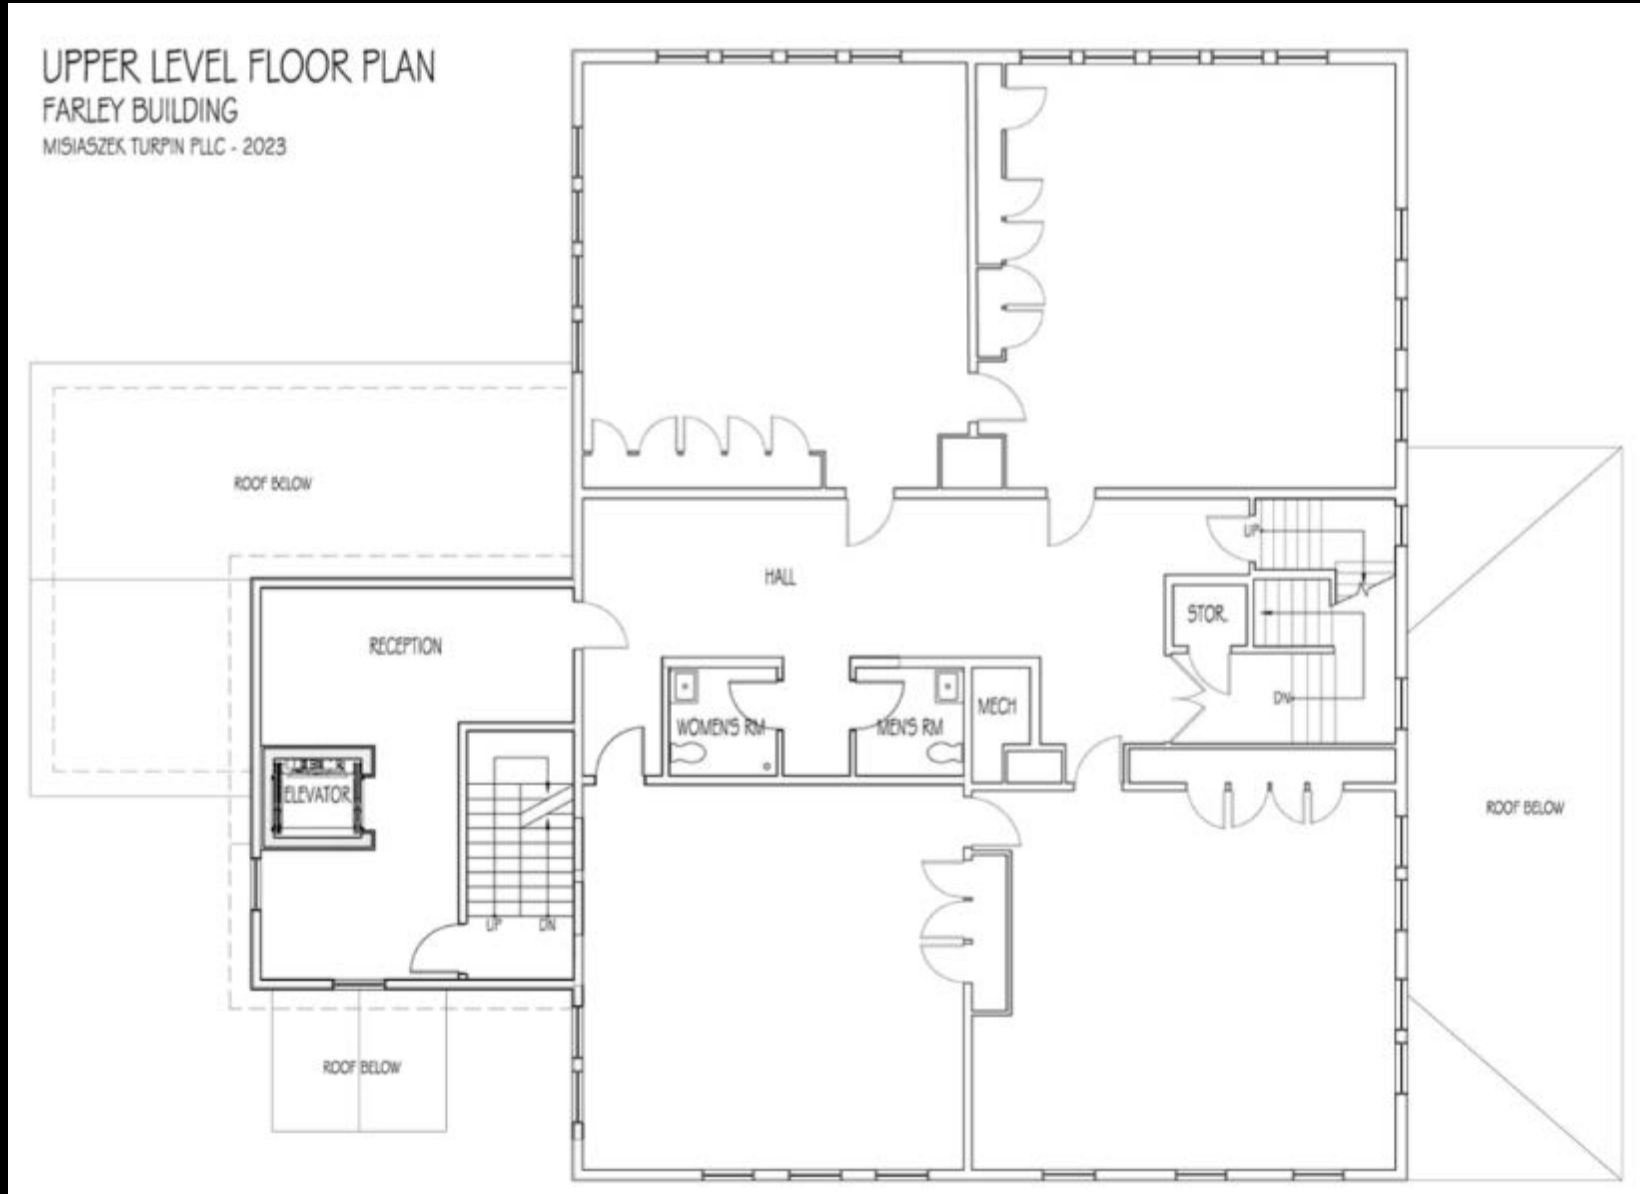 UPPER LEVEL FLOOR PLAN
FARLEY BUILDING
MISIASZEK TURPIN PLLC - 2023
ROOF BELOW
UP
HALL
STOR.
RECEPTION
DN
MECH
WOMEN'S RM
MEN'S RM
ELEVATOR
ROOF BELOW
UP
DN
ROOF BELOW